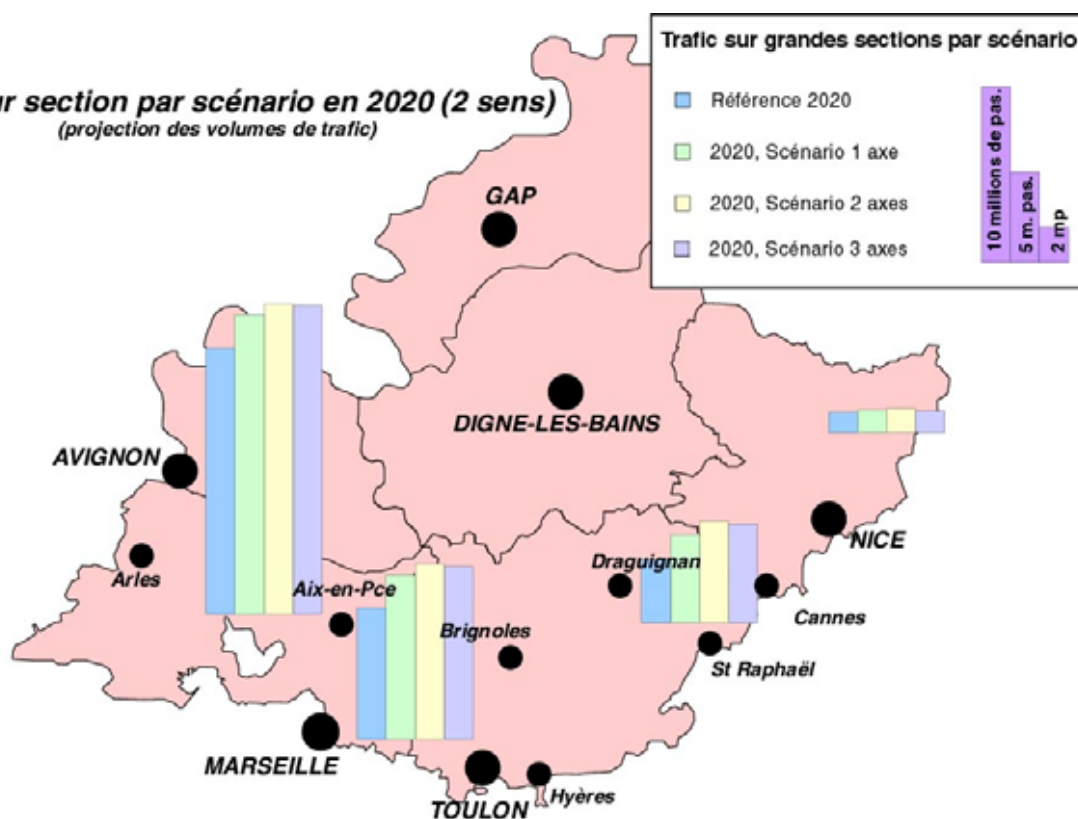 r section par scénario en 2020 (2 sens)
(projection des volumes de trafic)
Trafic sur grandes sections par scénario
Référence 2020
2020, Scénario 1 axe
2020, Scénario 2 axes
2020, Scénario 3 axes
10 millions de pas.
5 m. pas.
2 mp
GAP
DIGNE-LES-BAINS
AVIGNON
NICE
Arles
Draguignan
Aix-en-Pce
Cannes
Brignoles
St Raphaël
MARSEILLE
Hyères
TOULON